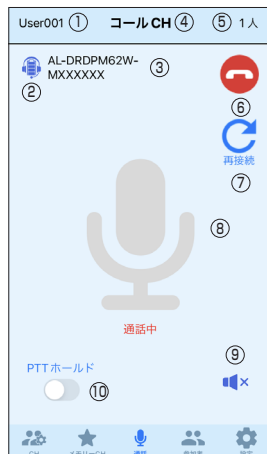 User001 ① コールCH ④ ⑤ 1人
AL-DRDPM62W-
MXXXXXX
③
②
⑥
再接続
⑦
⑧
通話中
⑨
PTTホールド
⑩